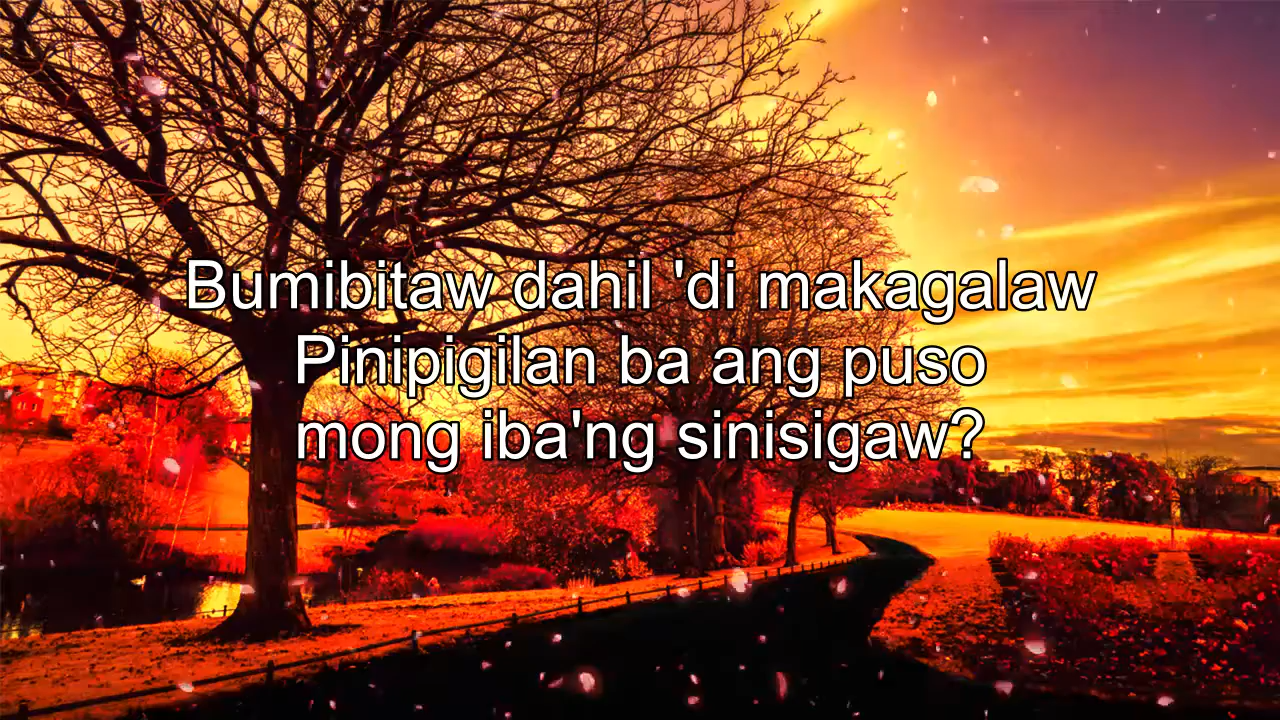 Bumibitaw dahil 'di makagalaw
Pinipigilan ba ang puso
mong iba'ng sinisigaw?